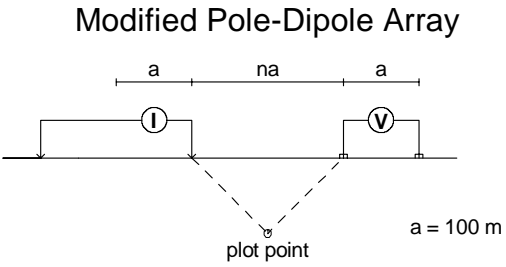 Modified Pole-Dipole Array
a na a
I V
a = 100 m
plot point